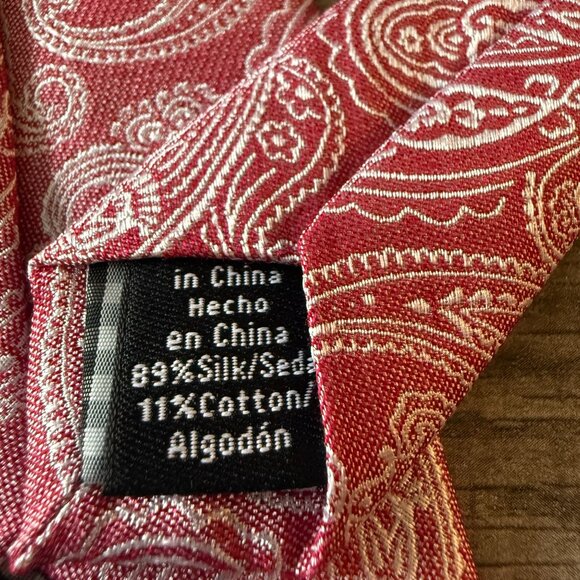 in China
Hecho
en China
89%Silk/Seda
11%Cotton/
Algodón